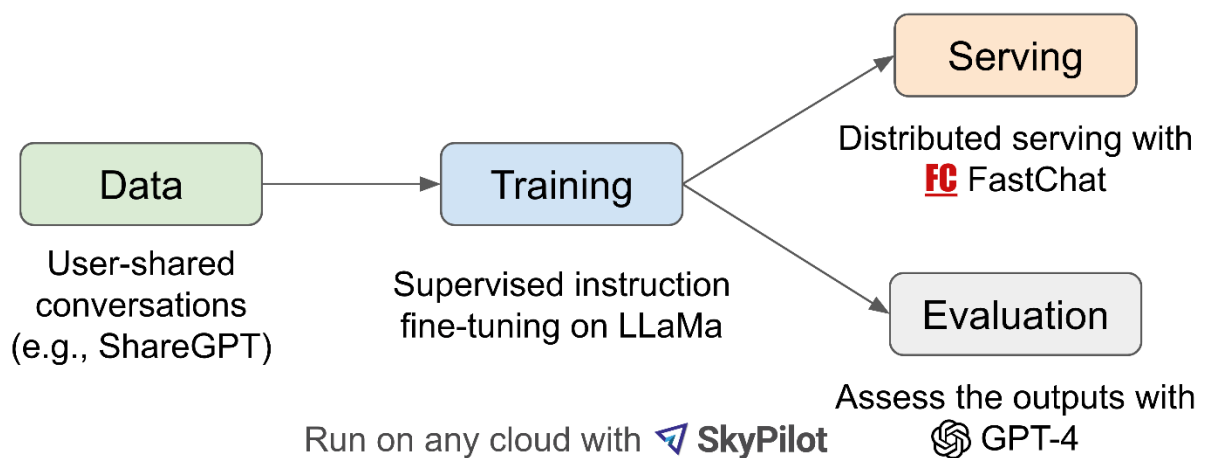 Data
User-shared
conversations
(e.g., ShareGPT)
Training
Supervised instruction
fine-tuning on LLaMa
Serving
Distributed serving with
FC FastChat
Evaluation
Assess the outputs with
GPT-4
Run on any cloud with SkyPilot